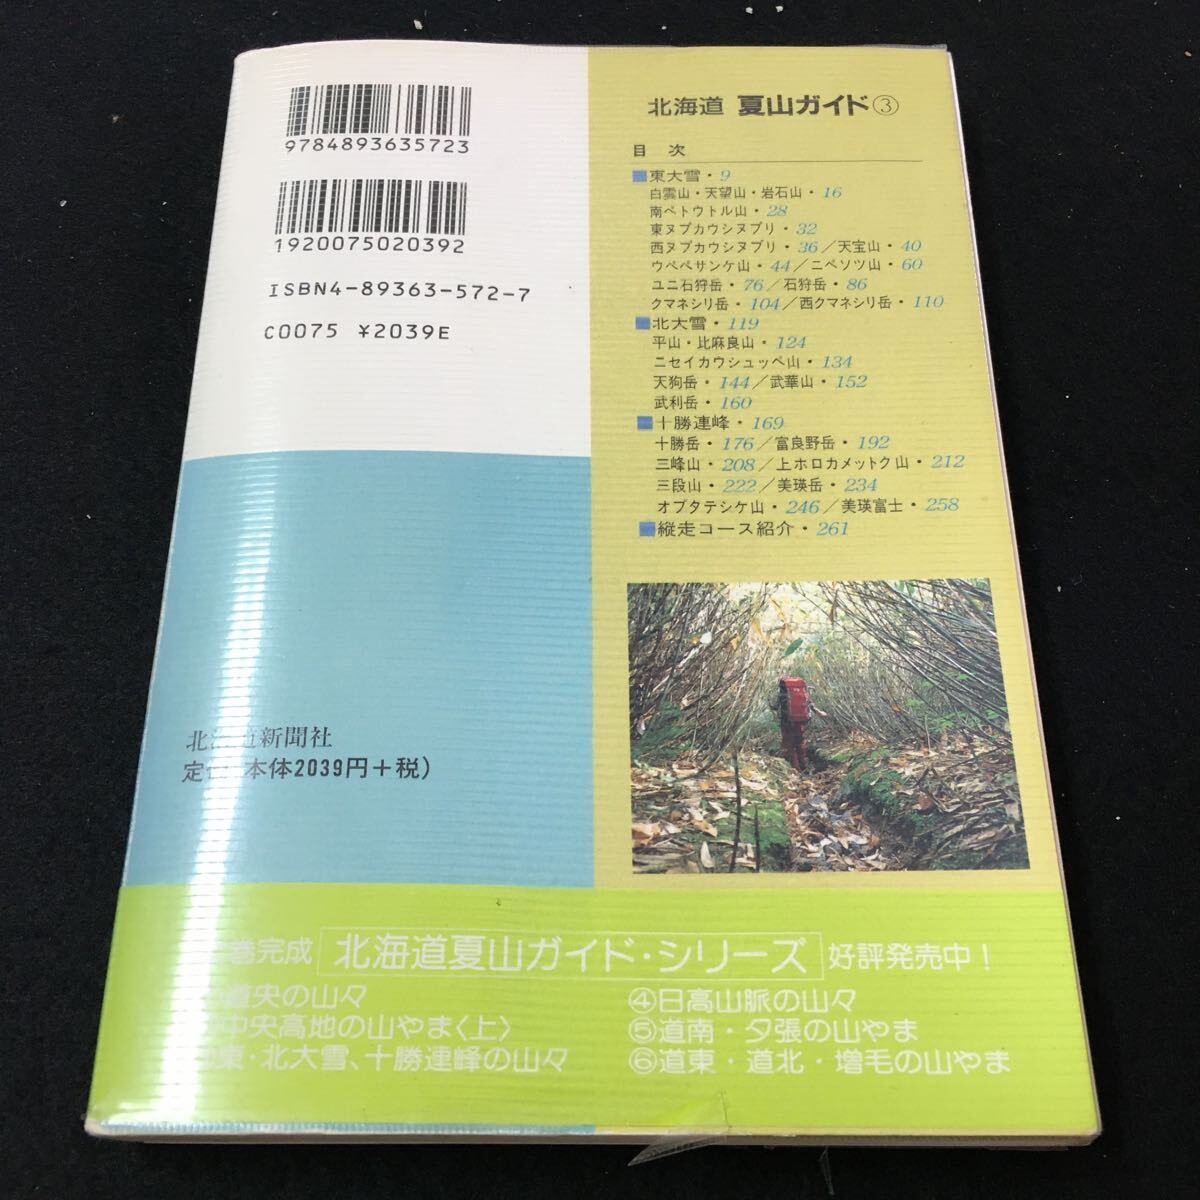 9784893635723
1920075020392
ISBN4-89363-572-7
C0075 ¥2039E
北海道 夏山ガイド③
目 次
■東大雪・9
白雲山・天望山・岩石山・16
南ペトウトル山・28
東ヌプカウシヌプリ・32
西ヌプカウシヌプリ・36/天宝山・40
ウペペサンケ山・44/ニペソツ山・60
ユニ石狩岳・76/石狩岳・86
クマネシリ岳・104/西クマネシリ岳・110
■北大雪・119
平山・比麻良山・124
ニセイカウシュッペ山・134
天狗岳・144/武華山・152
武利岳・160
■十勝連峰・169
十勝岳・176/富良野岳・192
三峰山・208/上ホロカメットク山・212
三段山・222/美瑛岳・234
オプタテシケ山・246/美瑛富士・258
■縦走コース紹介・261
北海道新聞社
定価(本体2039円+税)
巻完成 北海道夏山ガイド・シリーズ 好評発売中!
道央の山々
中央高地の山やま〈上〉
東・北大雪、十勝連峰の山々
④日高山脈の山々
⑤道南・夕張の山やま
⑥道東・道北・増毛の山やま